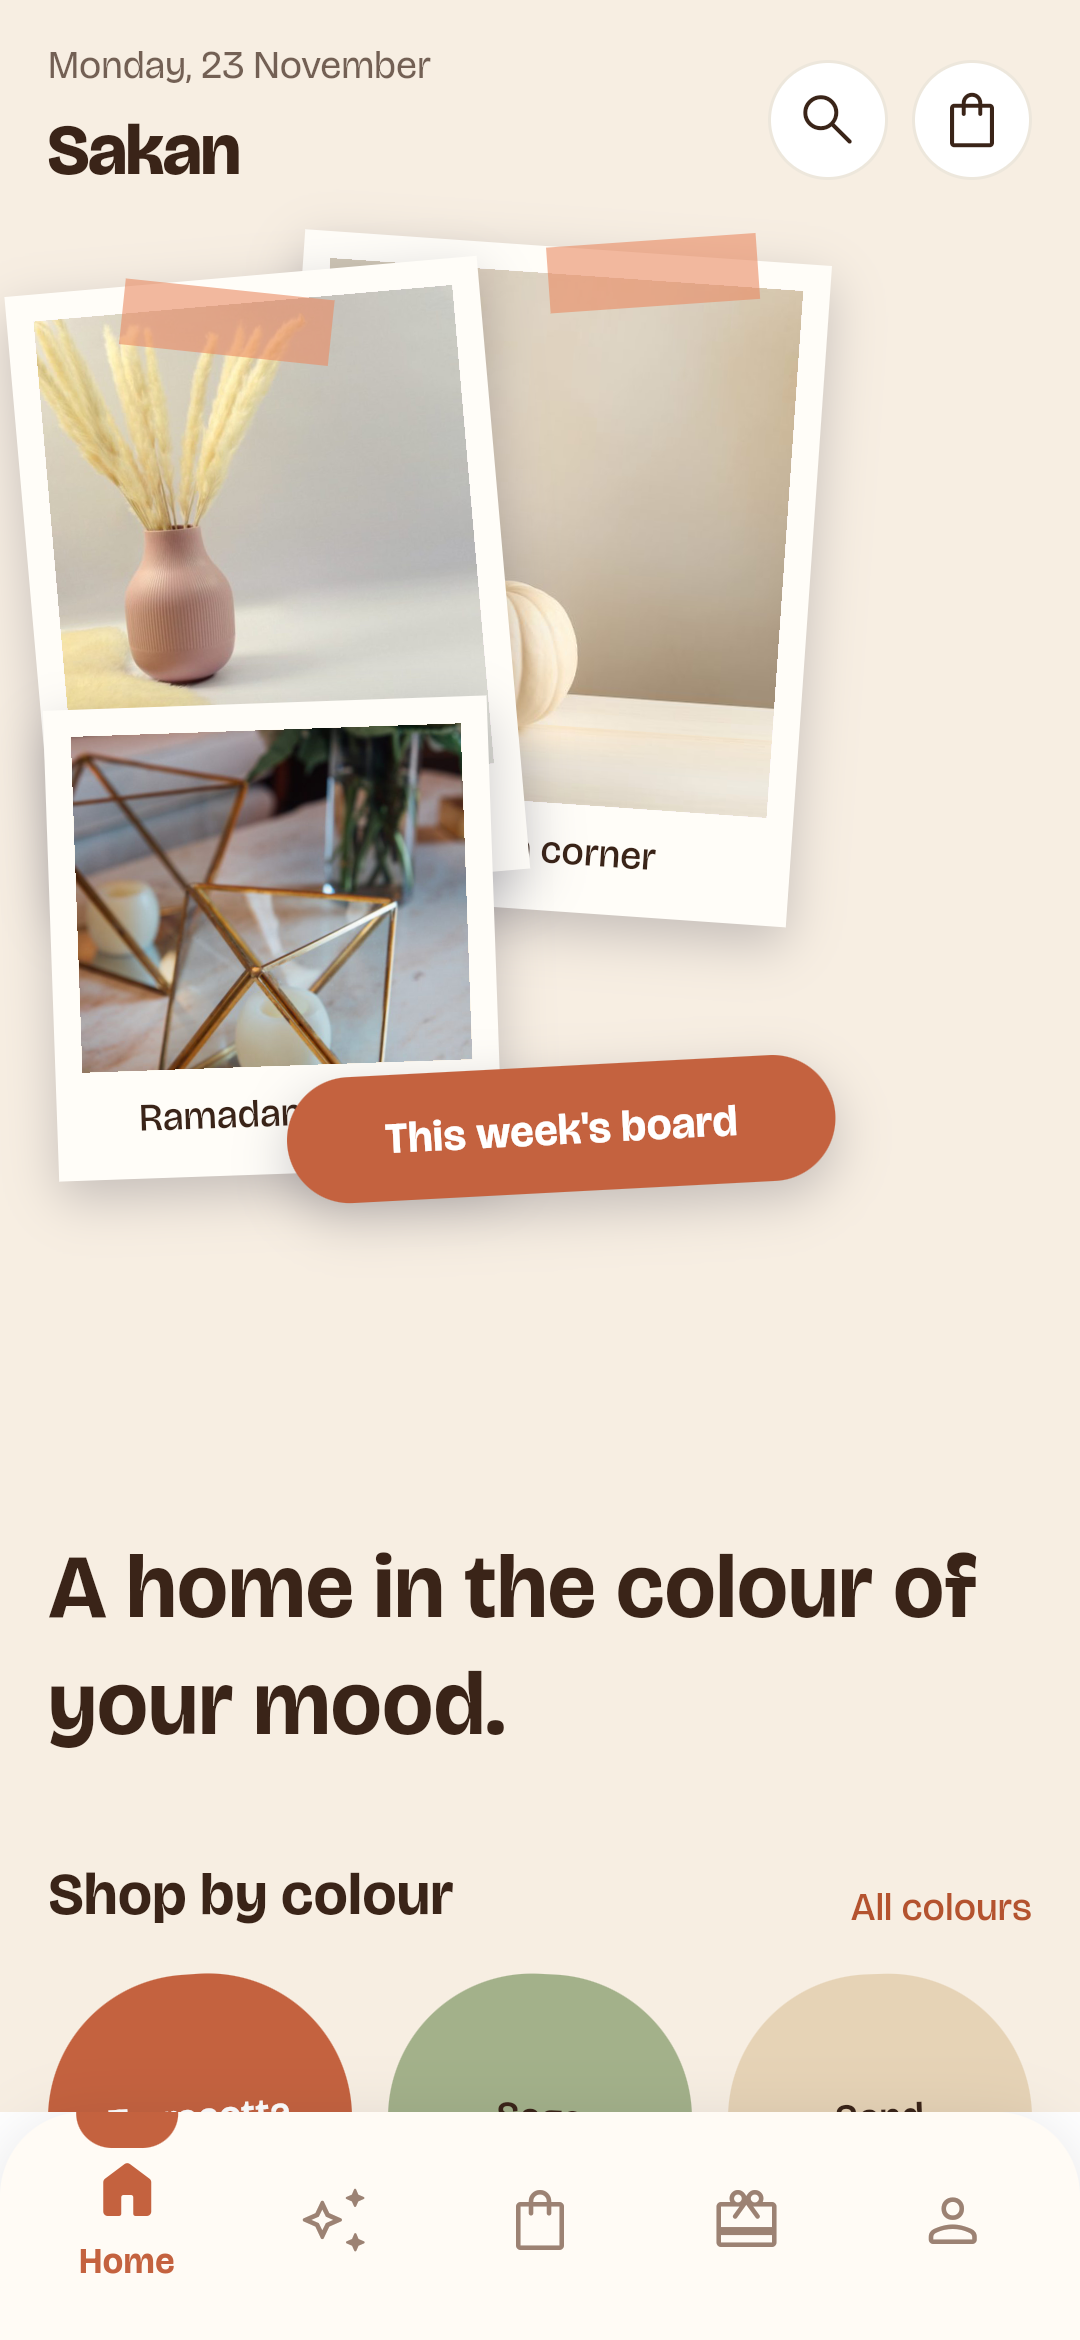 Monday, 23 November
Sakan
corner
This week's board
A home in the colour of
your mood.
Shop by colour
All colours
Home